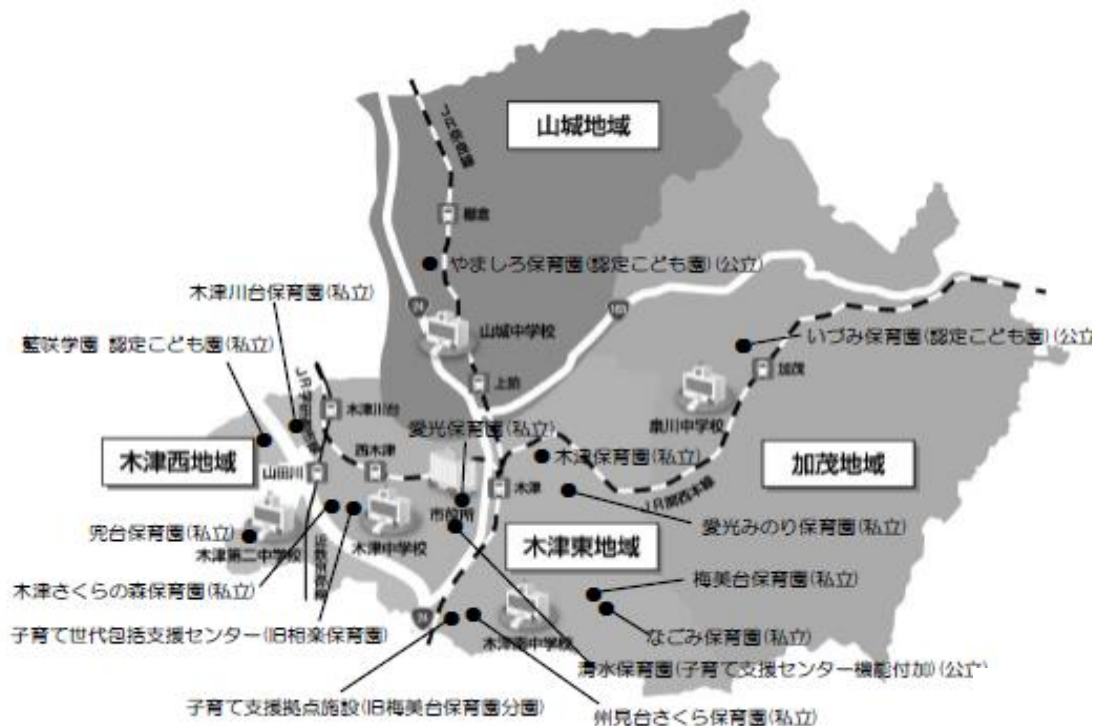 山城地域
棚倉
やましろ保育園(認定こども園)(公立)
木津川台保育園(私立)
24
163
山城中学校
藍咲学園 認定こども園(私立)
いづみ保育園(認定こども園)(公立
加茂
上狛
木津川台
泉川中学校
愛光保育園(私立)
西木津
木津保育園(私立)
木津西地域
加茂地域
山田川
木津
JR関西本線
愛光みのり保育園(私立)
市役所
兜台保育園(私立)
木津第二中学校
木津中学校
木津東地域
梅美台保育園(私立)
木津さくらの森保育園(私立)
なごみ保育園(私立)
子育て世代包括支援センター(旧相楽保育園)
24
木津南中学校
清水保育園(子育て支援センター機能付加)(公立)
子育て支援拠点施設(旧梅美台保育園分園)
州見台さくら保育園(私立)